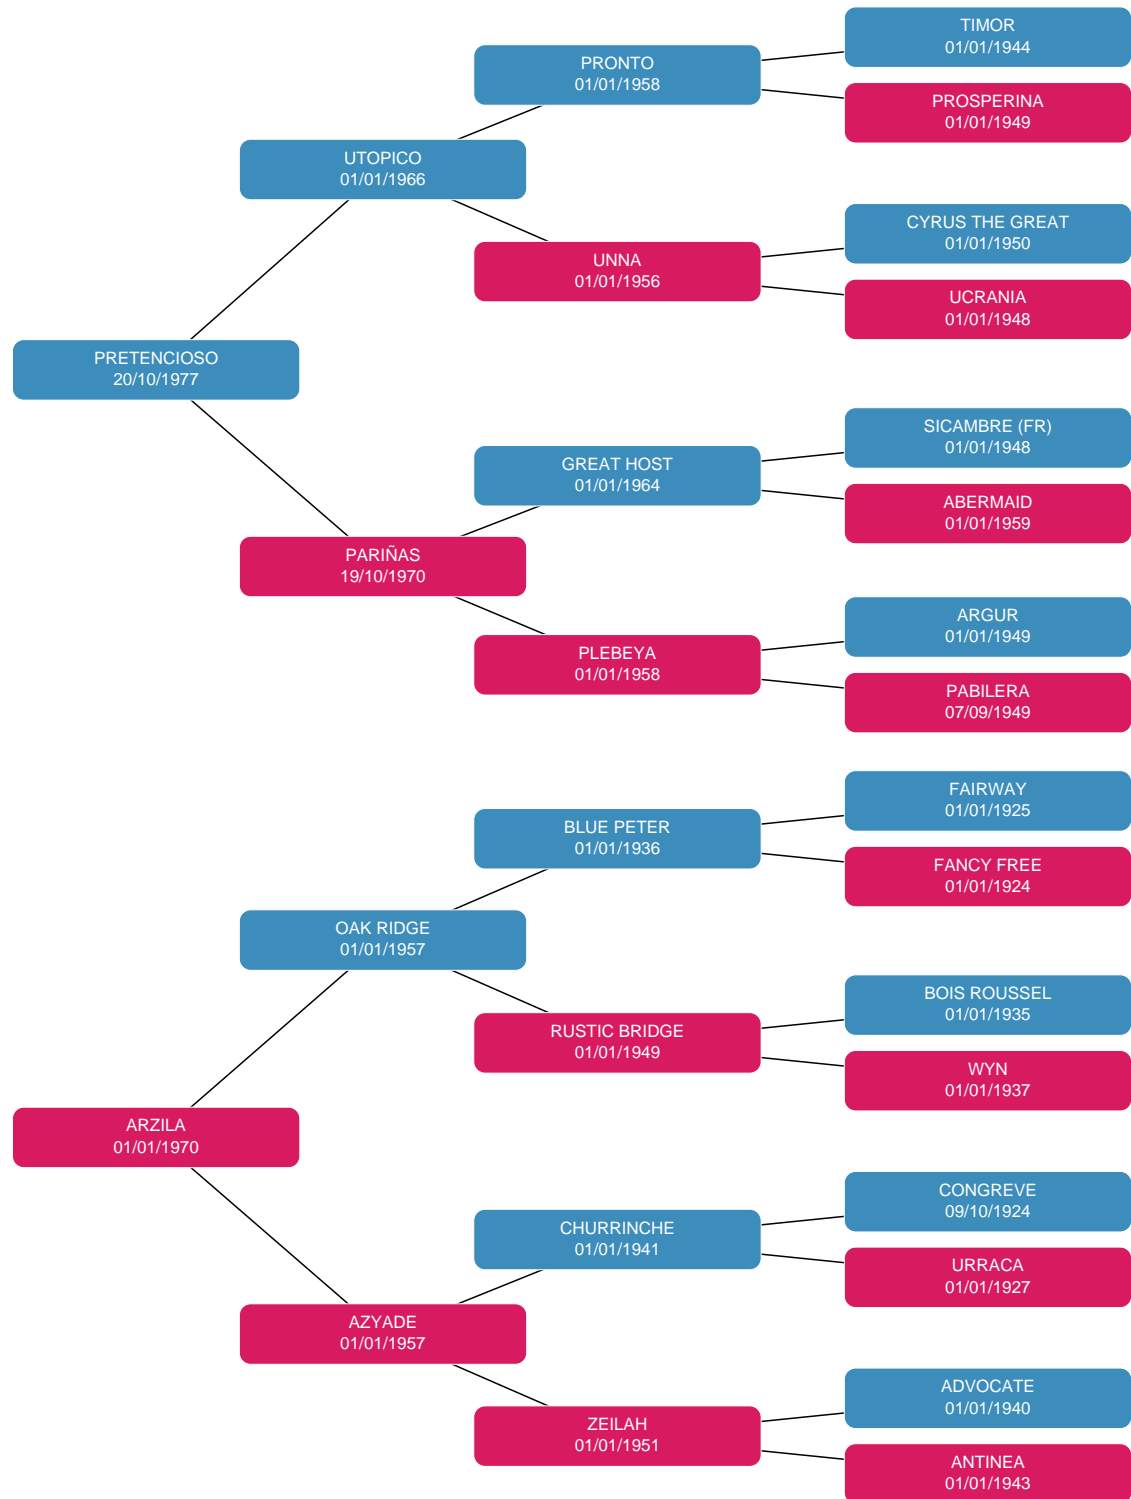 TIMOR
01/01/1944
PRONTO
01/01/1958
PROSPERINA
01/01/1949
UTOPICO
01/01/1966
CYRUS THE GREAT
01/01/1950
UNNA
01/01/1956
UCRANIA
01/01/1948
PRETENCIOSO
20/10/1977
SICAMBRE (FR)
01/01/1948
GREAT HOST
01/01/1964
ABERMAID
01/01/1959
PARIÑAS
19/10/1970
ARGUR
01/01/1949
PLEBEYA
01/01/1958
PABILERA
07/09/1949
FAIRWAY
01/01/1925
BLUE PETER
01/01/1936
FANCY FREE
01/01/1924
OAK RIDGE
01/01/1957
BOIS ROUSSEL
01/01/1935
RUSTIC BRIDGE
01/01/1949
WYN
01/01/1937
ARZILA
01/01/1970
CONGREVE
09/10/1924
CHURRINCHE
01/01/1941
URRACA
01/01/1927
AZYADE
01/01/1957
ADVOCATE
01/01/1940
ZEILAH
01/01/1951
ANTINEA
01/01/1943